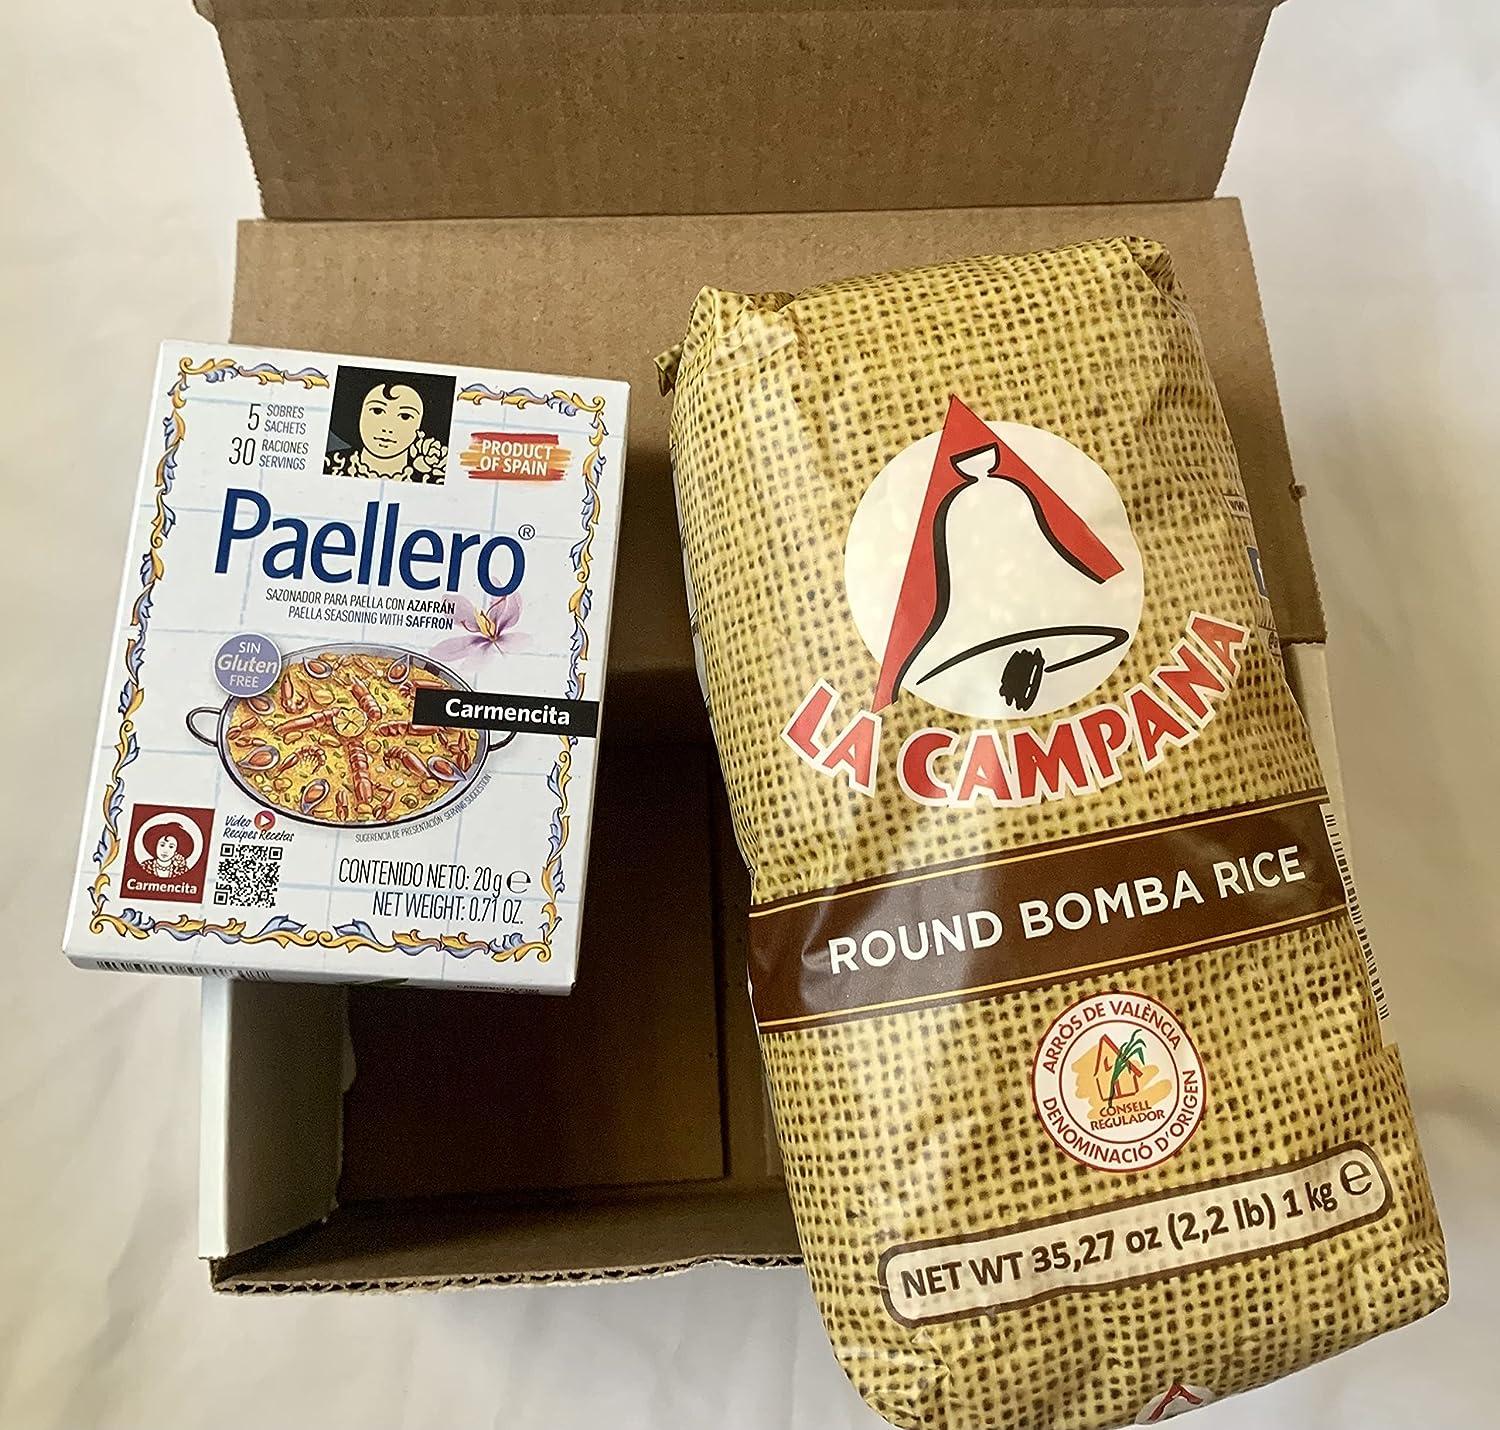 5 SOBRES
SACHETS
30 RACIONES
SERVINGS
PRODUCT
OF SPAIN
Paellero®
SAZONADOR PARA PAELLA CON AZAFRÁN
PAELLA SEASONING WITH SAFFRON
SIN
Gluten
FREE
Carmencita
SUGERENCIA DE PRESENTACIÓN SERVING SUGGESTION
Video
Recipes Recetas
Carmencita
CONTENIDO NETO: 20g e
NET WEIGHT: 0.71 OZ.
LA CAMPANA
ROUND BOMBA RICE
ARRÒS DE VALÈNCIA
CONSELL
REGULADOR
DENOMINACIÓ D'ORIGEN
NET WT 35,27 oz (2,2 lb) 1 kg e